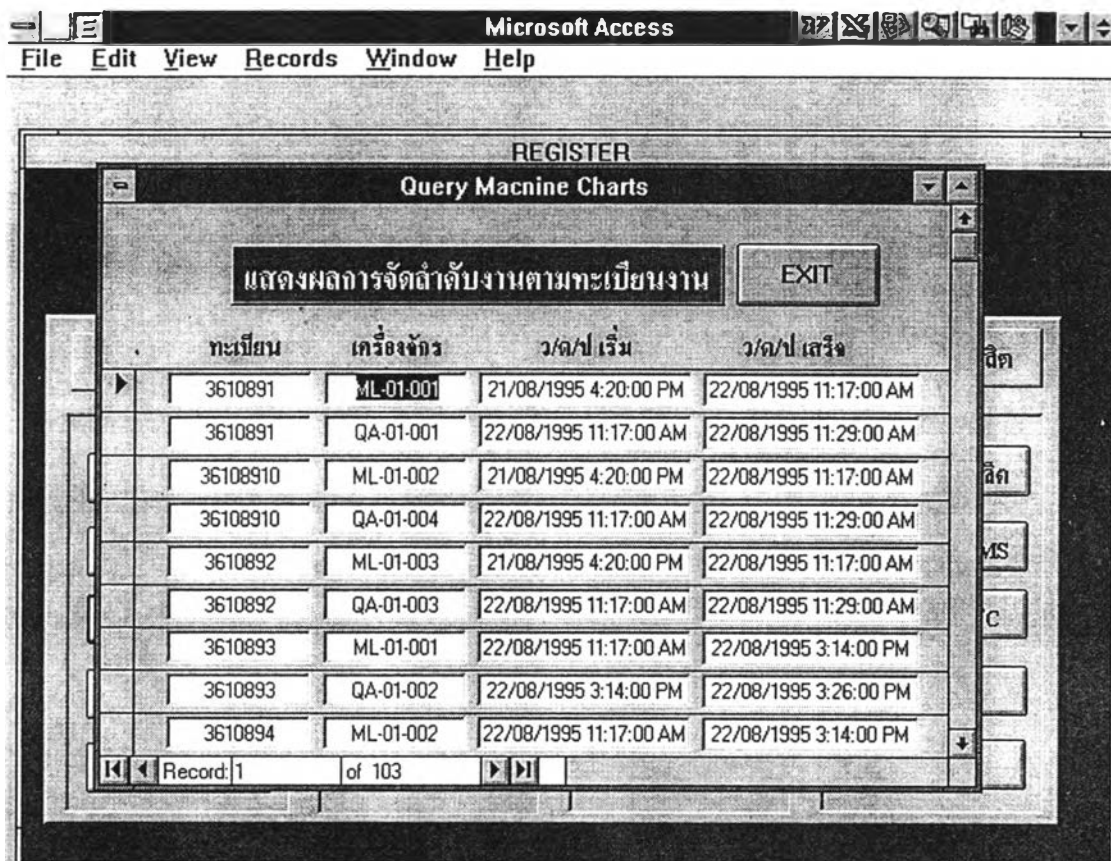 Microsoft Access
File Edit View Records Window Help
REGISTER
Query Macnine Charts
แสดงผลการจัดลำดับงานตามทะเบียนงาน EXIT
ทะเบียน เครื่องจักร ว/ด/ป เริ่ม ว/ด/ป เสร็จ
3610891 ML-01-001 21/08/1995 4:20:00 PM 22/08/1995 11:17:00 AM
3610891 QA-01-001 22/08/1995 11:17:00 AM 22/08/1995 11:29:00 AM
36108910 ML-01-002 21/08/1995 4:20:00 PM 22/08/1995 11:17:00 AM
36108910 QA-01-004 22/08/1995 11:17:00 AM 22/08/1995 11:29:00 AM
3610892 ML-01-003 21/08/1995 4:20:00 PM 22/08/1995 11:17:00 AM
MS
3610892 QA-01-003 22/08/1995 11:17:00 AM 22/08/1995 11:29:00 AM
3610893 ML-01-001 22/08/1995 11:17:00 AM 22/08/1995 3:14:00 PM
3610893 QA-01-002 22/08/1995 3:14:00 PM 22/08/1995 3:26:00 PM
3610894 ML-01-002 22/08/1995 11:17:00 AM 22/08/1995 3:14:00 PM
Record: 1 of 103